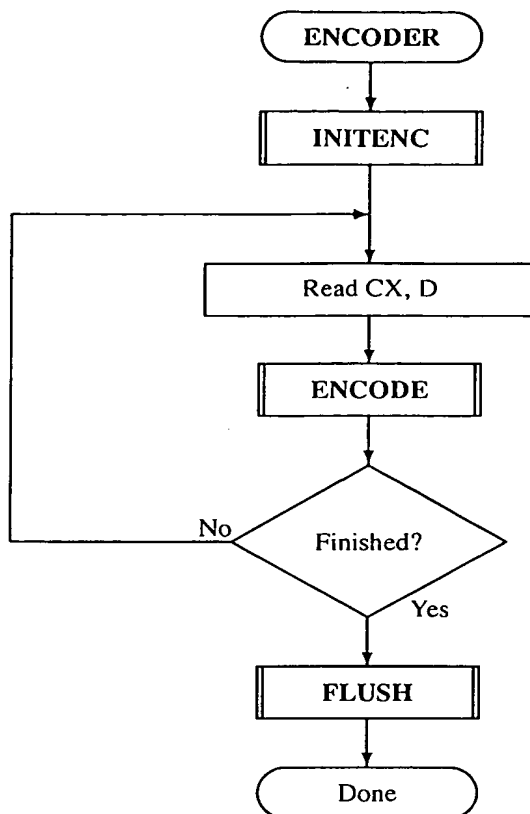 ENCODER
INITENC
Read CX, D
ENCODE
No
Finished?
Yes
FLUSH
Done